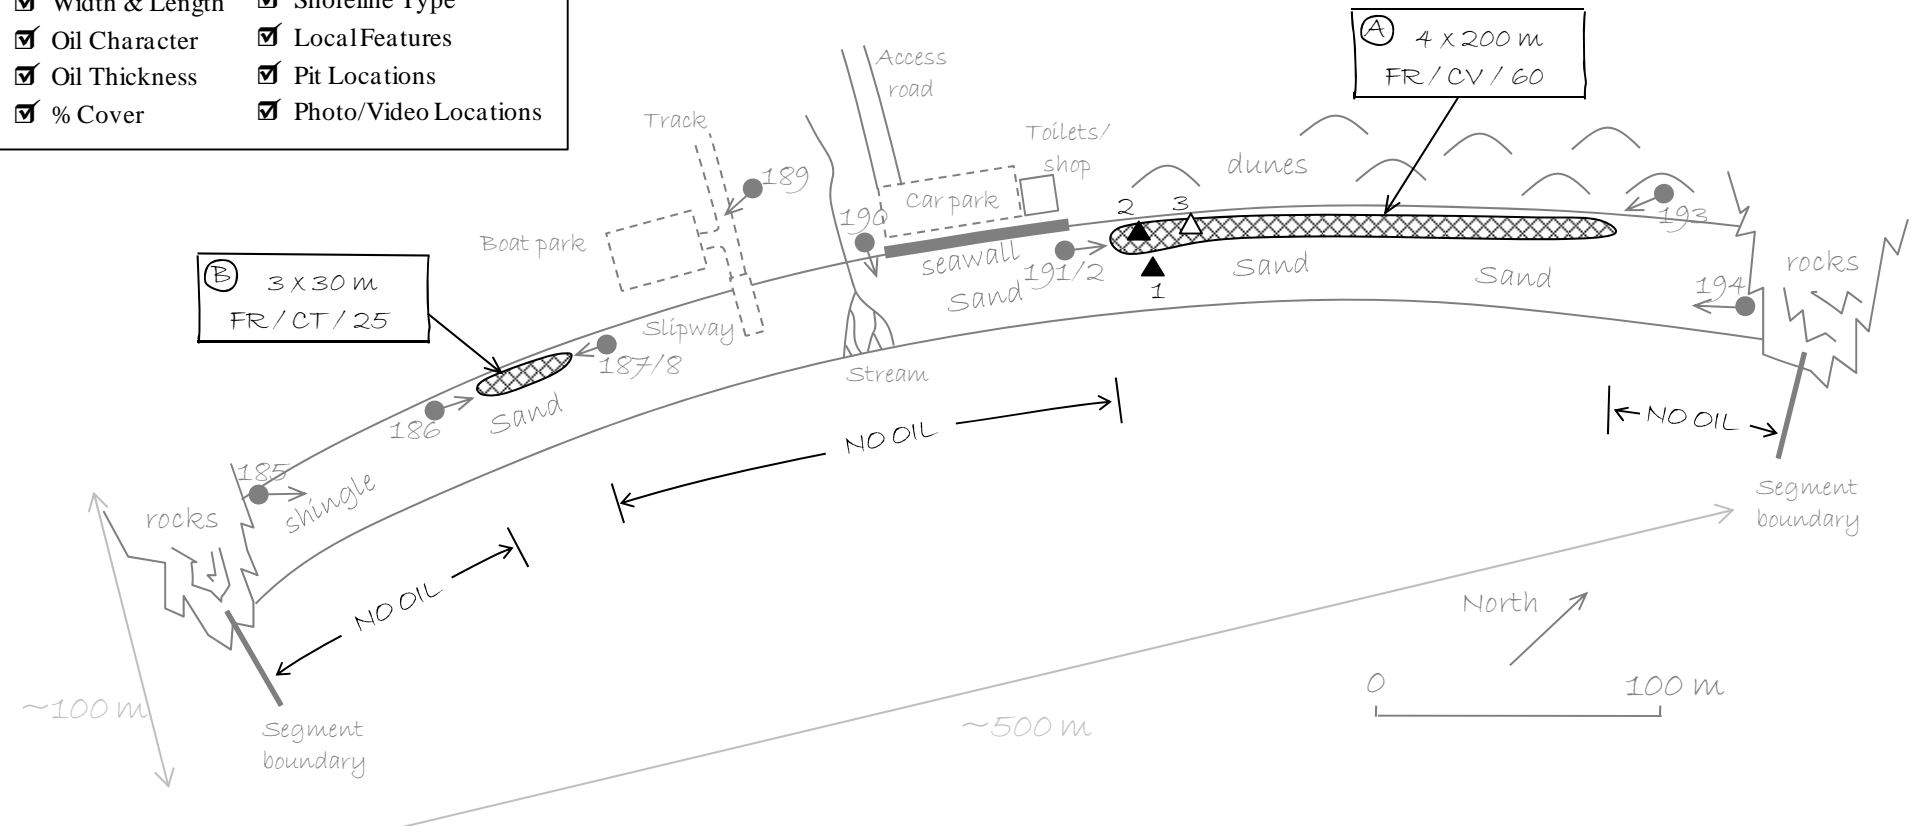 Width & Length
Shoreline Type
Oil Character
Local Features
Oil Thickness
Pit Locations
% Cover
Photo/Video Locations
A 4 x 200 m
FR / CV / 60
Access
road
Track
Toilets/
shop
dunes
189
Car park
190
2
3
193
Boat park
seawall
191/2
Sand
Sand
Sand
rocks
1
194
B 3 x 30 m
FR / CT / 25
Slipway
187/8
Stream
186
Sand
NO OIL
NO OIL
185
shingle
rocks
Segment
boundary
NO OIL
North
~100 m
0
100 m
Segment
boundary
~500 m